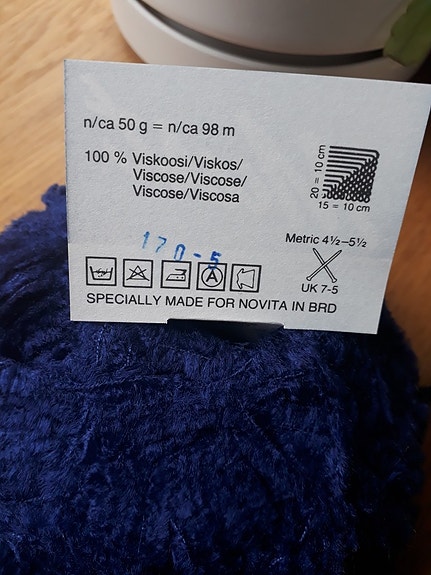 n/ca 50 g = n/ca 98 m
100 % Viskoosi/Viskos/
Viscose/Viscose/
Viscose/Viscosa
20 = 10 cm
15 = 10 cm
170-5
Metric 4½–5½
A
UK 7-5
SPECIALLY MADE FOR NOVITA IN BRD